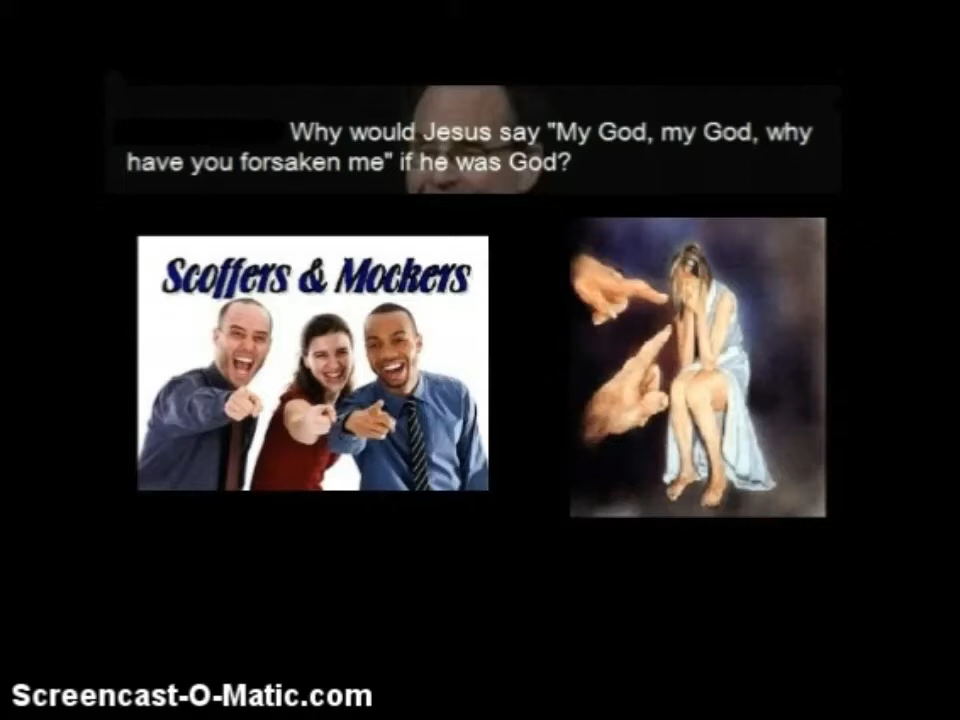 Why would Jesus say "My God, my God, why
have you forsaken me" if he was God?
Scoffers & Mockers
Screencast-O-Matic.com